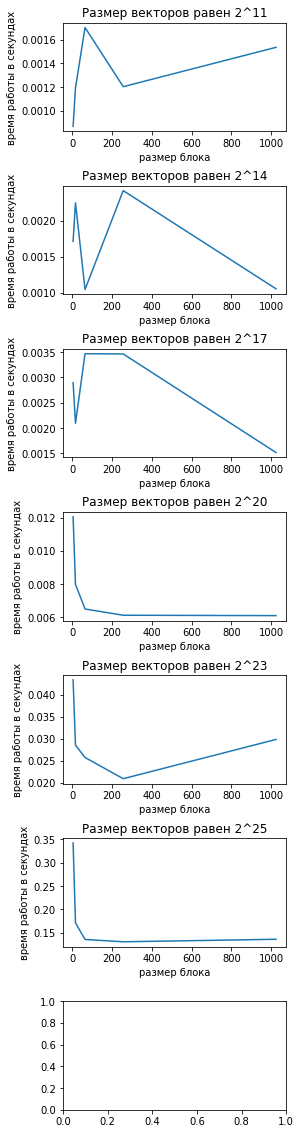 Размер векторов равен 2^11
время работы в секундах
0.0016
0.0014
0.0012
0.0010
0 200 400 600 800 1000
размер блока
Размер векторов равен 2^14
время работы в секундах
0.0020
0.0015
0.0010
0 200 400 600 800 1000
размер блока
Размер векторов равен 2^17
время работы в секундах
0.0035
0.0030
0.0025
0.0020
0.0015
0 200 400 600 800 1000
размер блока
Размер векторов равен 2^20
время работы в секундах
0.012
0.010
0.008
0.006
0 200 400 600 800 1000
размер блока
Размер векторов равен 2^23
время работы в секундах
0.040
0.035
0.030
0.025
0.020
0 200 400 600 800 1000
размер блока
Размер векторов равен 2^25
время работы в секундах
0.35
0.30
0.25
0.20
0.15
0 200 400 600 800 1000
размер блока
1.0
0.8
0.6
0.4
0.2
0.0
0.0 0.2 0.4 0.6 0.8 1.0